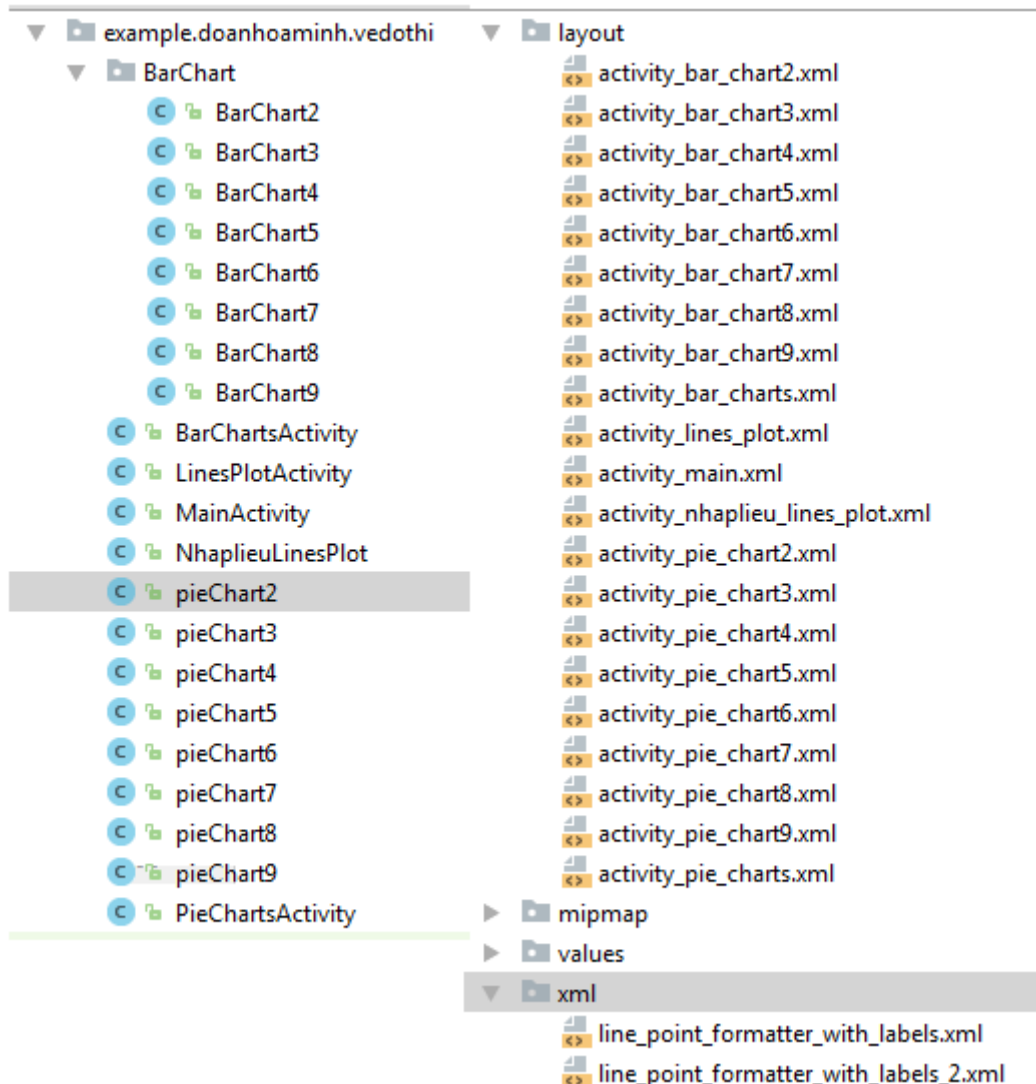 example.doanhoaminh.vedothi
BarChart
C BarChart2
C BarChart3
C BarChart4
C BarChart5
C BarChart6
C BarChart7
C BarChart8
C BarChart9
C BarChartsActivity
C LinesPlotActivity
C MainActivity
C NhaplieuLinesPlot
C pieChart2
C pieChart3
C pieChart4
C pieChart5
C pieChart6
C pieChart7
C pieChart8
C pieChart9
C PieChartsActivity
layout
activity_bar_chart2.xml
activity_bar_chart3.xml
activity_bar_chart4.xml
activity_bar_chart5.xml
activity_bar_chart6.xml
activity_bar_chart7.xml
activity_bar_chart8.xml
activity_bar_chart9.xml
activity_bar_charts.xml
activity_lines_plot.xml
activity_main.xml
activity_nhaplieu_lines_plot.xml
activity_pie_chart2.xml
activity_pie_chart3.xml
activity_pie_chart4.xml
activity_pie_chart5.xml
activity_pie_chart6.xml
activity_pie_chart7.xml
activity_pie_chart8.xml
activity_pie_chart9.xml
activity_pie_charts.xml
mipmap
values
xml
line_point_formatter_with_labels.xml
line_point_formatter_with_labels_2.xml